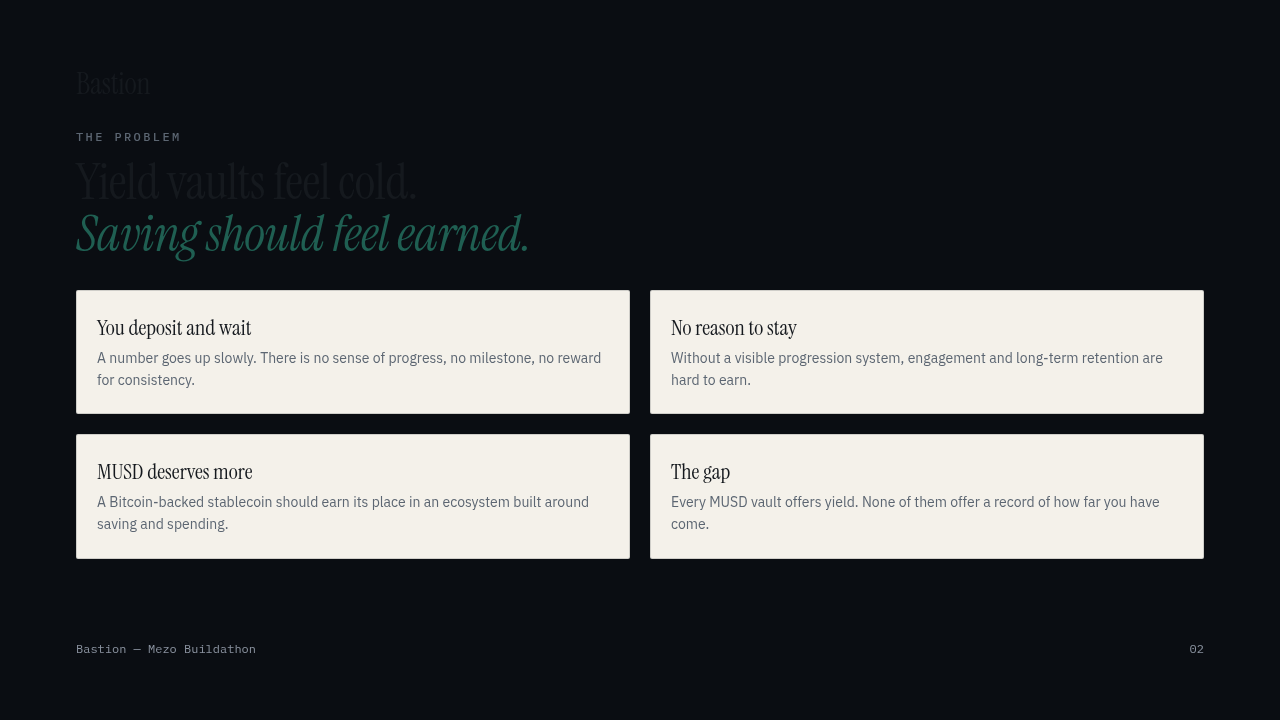 Bastion
THE PROBLEM
Yield vaults feel cold.
Saving should feel earned.
You deposit and wait
A number goes up slowly. There is no sense of progress, no milestone, no reward
for consistency.
No reason to stay
Without a visible progression system, engagement and long-term retention are
hard to earn.
MUSD deserves more
A Bitcoin-backed stablecoin should earn its place in an ecosystem built around
saving and spending.
The gap
Every MUSD vault offers yield. None of them offer a record of how far you have
come.
Bastion — Mezo Buildathon
02